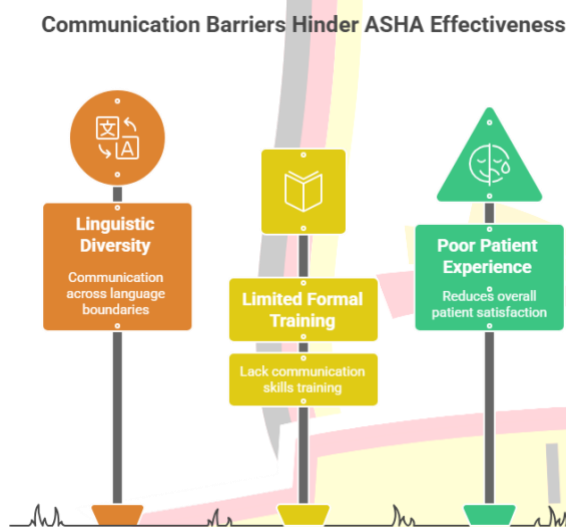 Communication Barriers Hinder ASHA Effectiveness
文
A
Linguistic
Diversity
Communication
across language
boundaries
Limited Formal
Training
Lack communication
skills training
Poor Patient
Experience
Reduces overall
patient satisfaction